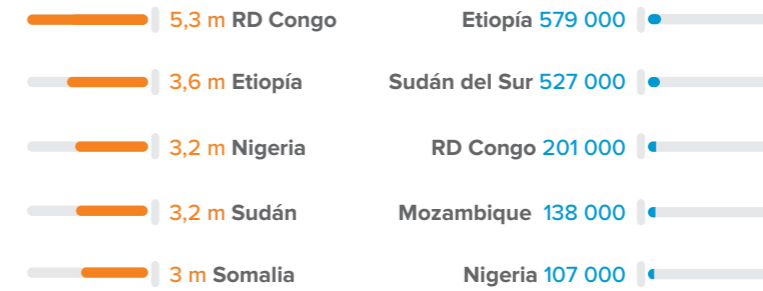 5,3 m RD Congo
3,6 m Etiopía
3,2 m Nigeria
3,2 m Sudán
3 m Somalia
Etiopía 579 000
Sudán del Sur 527 000
RD Congo 201 000
Mozambique 138 000
Nigeria 107 000